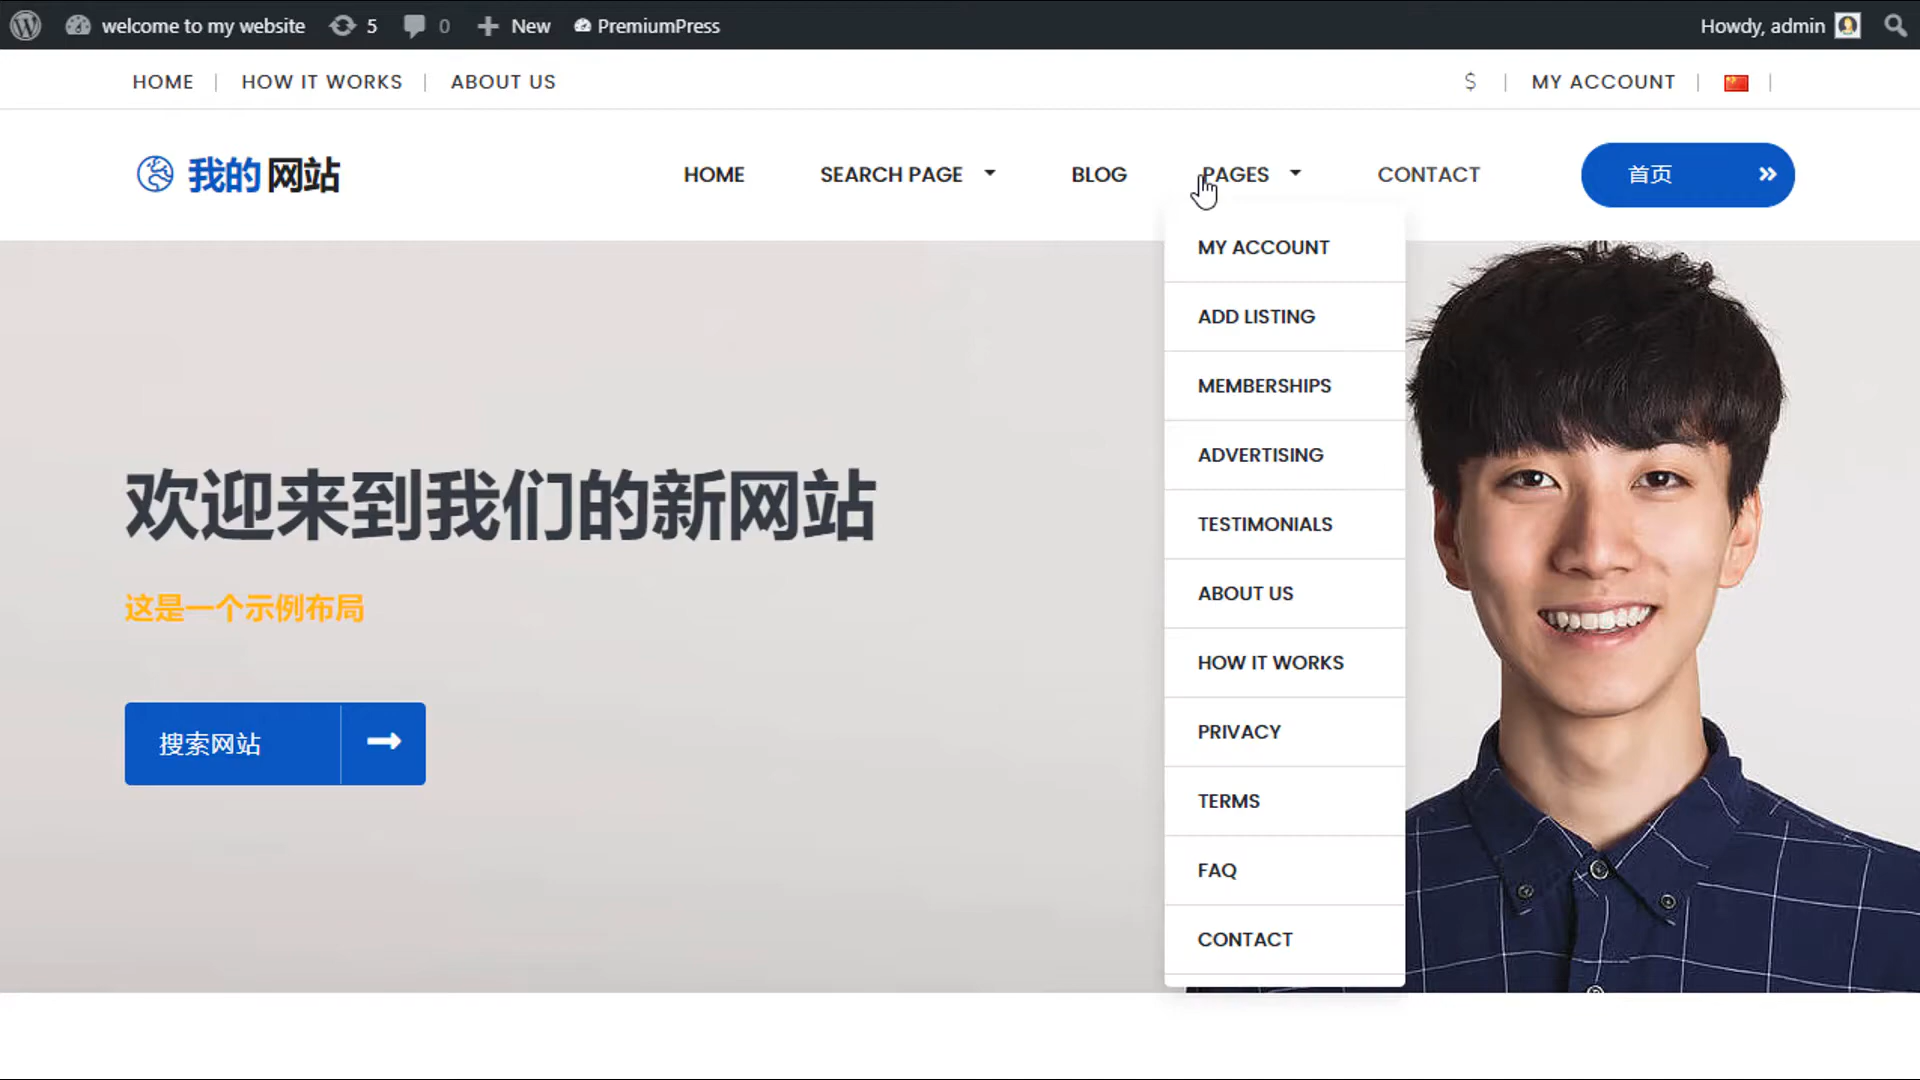 welcome to my website 5 0 New PremiumPress Howdy, admin
HOME | HOW IT WORKS | ABOUT US $ | MY ACCOUNT | |
我的 网站 HOME SEARCH PAGE BLOG PAGES CONTACT 首页
MY ACCOUNT
ADD LISTING
MEMBERSHIPS
ADVERTISING
TESTIMONIALS
ABOUT US
HOW IT WORKS
PRIVACY
TERMS
FAQ
CONTACT
欢迎来到我们的新网站
这是一个示例布局
搜索网站